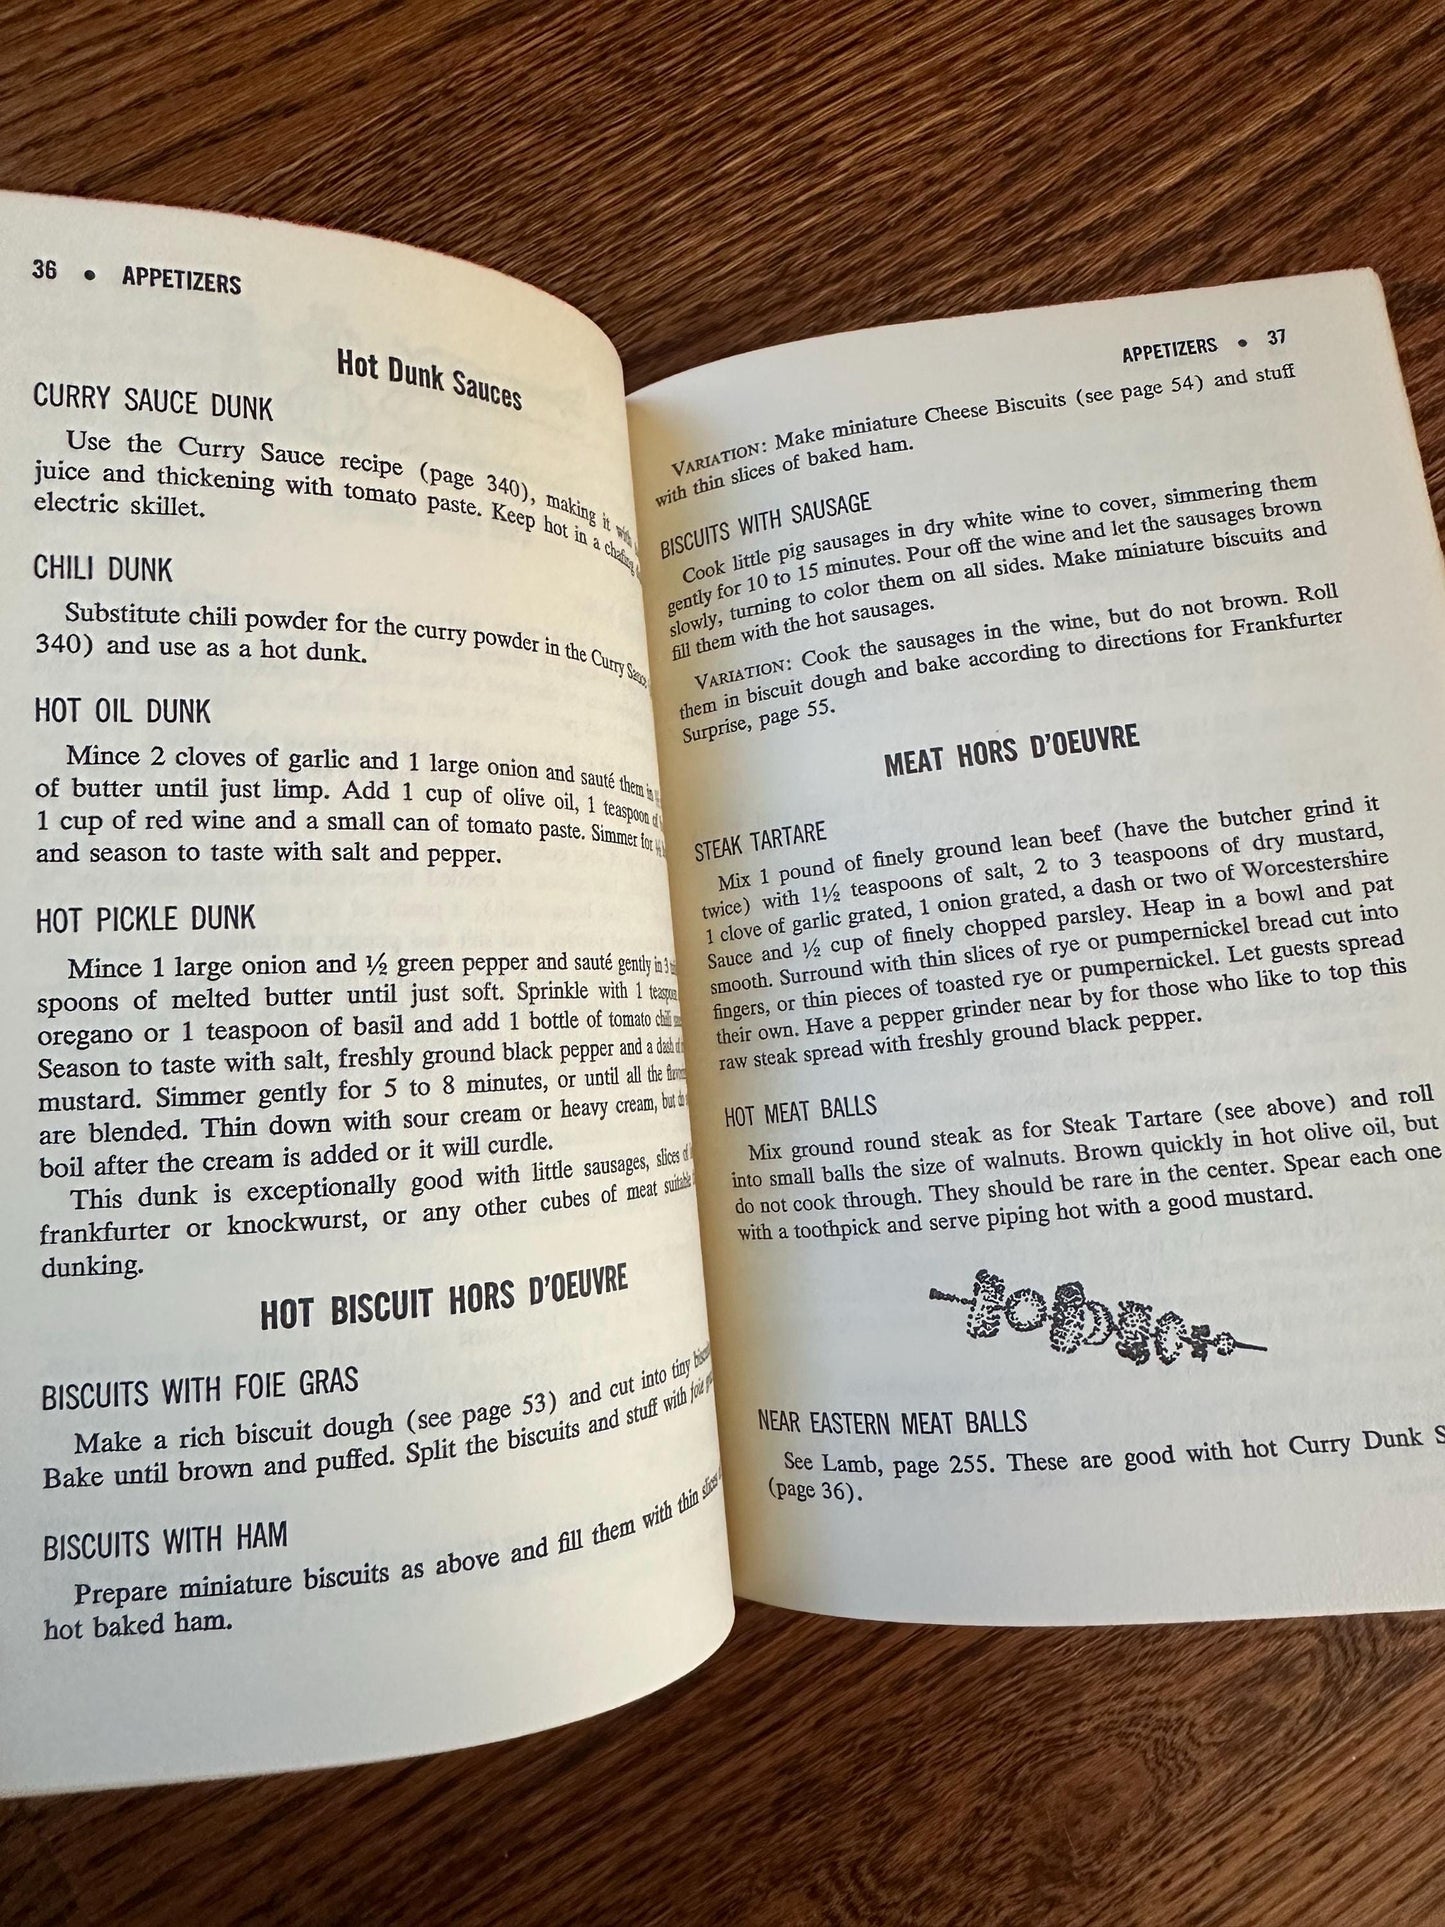 36 • APPETIZERS
Hot Dunk Sauces
CURRY SAUCE DUNK
Use the Curry Sauce recipe (page 340), making it with
juice and thickening with tomato paste. Keep hot in a chafing
electric skillet.
CHILI DUNK
Substitute chili powder for the curry powder in the Curry Sauce
340) and use as a hot dunk.
HOT OIL DUNK
Mince 2 cloves of garlic and 1 large onion and sauté them in
of butter until just limp. Add 1 cup of olive oil, 1 teaspoon of
1 cup of red wine and a small can of tomato paste. Simmer for
and season to taste with salt and pepper.
HOT PICKLE DUNK
Mince 1 large onion and ½ green pepper and sauté gently in 3
spoons of melted butter until just soft. Sprinkle with 1
oregano or 1 teaspoon of basil and add 1 bottle of tomato chili
Season to taste with salt, freshly ground black pepper and a dash of
mustard. Simmer gently for 5 to 8 minutes, or until all the
are blended. Thin down with sour cream or heavy cream, but do
boil after the cream is added or it will curdle.
This dunk is exceptionally good with little sausages, slices of
frankfurter or knockwurst, or any other cubes of meat suitable
dunking.
HOT BISCUIT HORS D'OEUVRE
BISCUITS WITH FOIE GRAS
Make a rich biscuit dough (see page 53) and cut into tiny
Bake until brown and puffed. Split the biscuits and stuff with foie
BISCUITS WITH HAM
Prepare miniature biscuits as above and fill them with thin slices
hot baked ham.
APPETIZERS • 37
VARIATION: Make miniature Cheese Biscuits (see page 54) and stuff
with thin slices of baked ham.
BISCUITS WITH SAUSAGE
Cook little pig sausages in dry white wine to cover, simmering them
gently for 10 to 15 minutes. Pour off the wine and let the sausages brown
slowly, turning to color them on all sides. Make miniature biscuits and
fill them with the hot sausages.
VARIATION: Cook the sausages in the wine, but do not brown. Roll
them in biscuit dough and bake according to directions for Frankfurter
Surprise, page 55.
MEAT HORS D'OEUVRE
STEAK TARTARE
Mix 1 pound of finely ground lean beef (have the butcher grind it
twice) with 1½ teaspoons of salt, 2 to 3 teaspoons of dry mustard,
1 clove of garlic grated, 1 onion grated, a dash or two of Worcestershire
Sauce and ½ cup of finely chopped parsley. Heap in a bowl and pat
smooth. Surround with thin slices of rye or pumpernickel bread cut into
fingers, or thin pieces of toasted rye or pumpernickel. Let guests spread
their own. Have a pepper grinder near by for those who like to top this
raw steak spread with freshly ground black pepper.
HOT MEAT BALLS
Mix ground round steak as for Steak Tartare (see above) and roll
into small balls the size of walnuts. Brown quickly in hot olive oil, but
do not cook through. They should be rare in the center. Spear each one
with a toothpick and serve piping hot with a good mustard.
NEAR EASTERN MEAT BALLS
See Lamb, page 255. These are good with hot Curry Dunk S
(page 36).